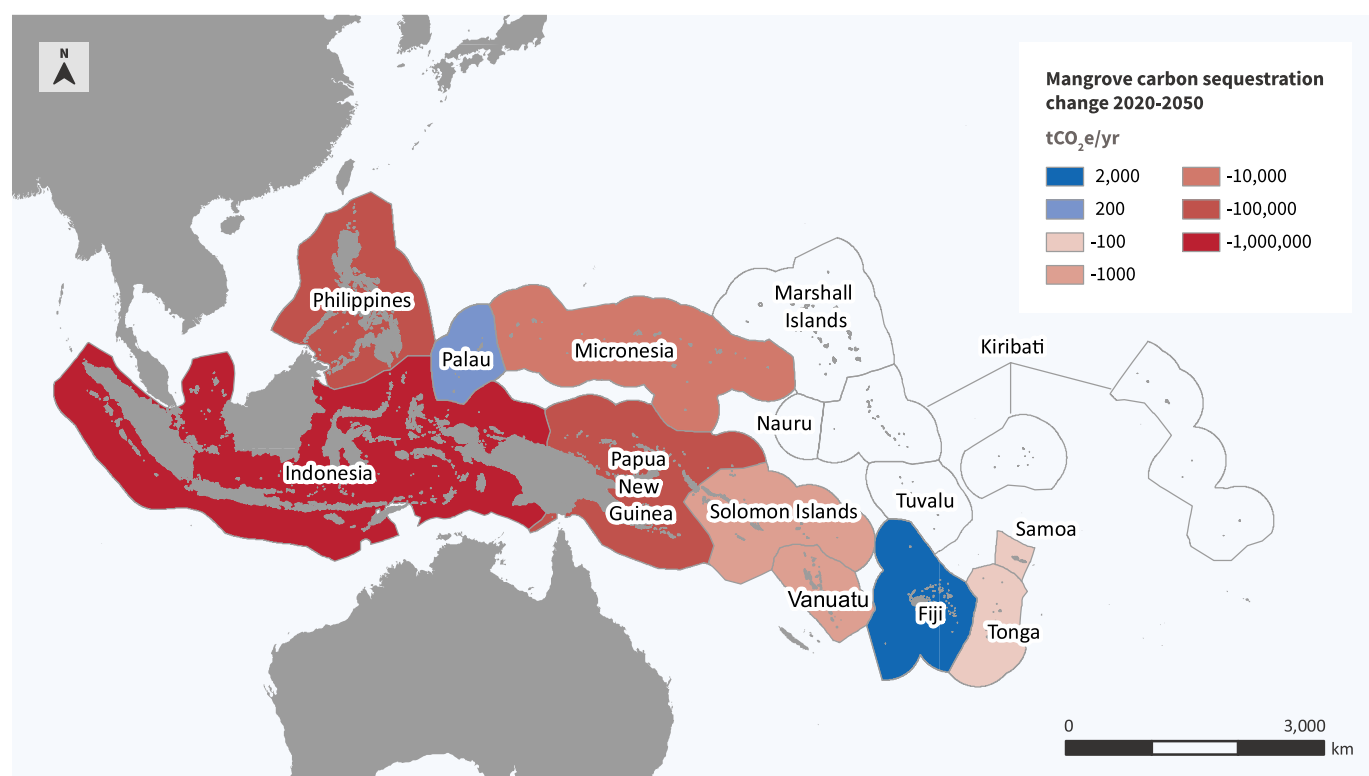 N
Mangrove carbon sequestration
change 2020-2050
tCO₂e/yr
2,000
200
-100
-1000
-10,000
-100,000
-1,000,000
Philippines
Palau
Micronesia
Marshall
Islands
Kiribati
Nauru
Indonesia
Papua
New
Guinea
Solomon Islands
Tuvalu
Samoa
Vanuatu
Fiji
Tonga
0 3,000
km